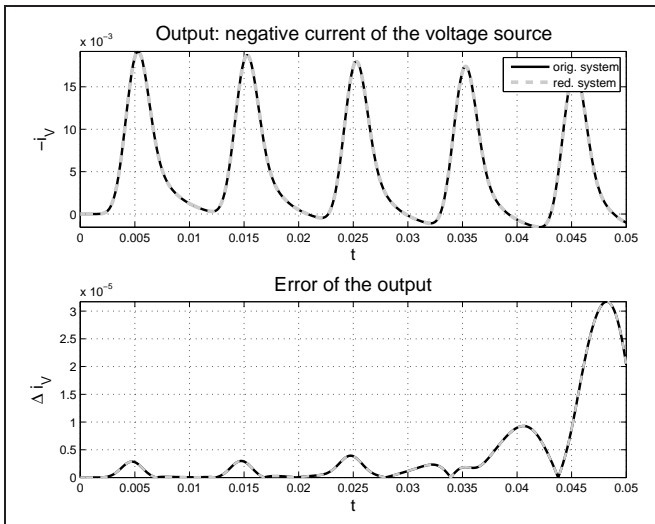 x 10⁻³
Output: negative current of the voltage source
15
10
5
0
−i_V
orig. system
red. system
0 0.005 0.01 0.015 0.02 0.025 0.03 0.035 0.04 0.045 0.05
t
x 10⁻⁵
Error of the output
3
2.5
2
1.5
1
0.5
0
Δ i_V
0 0.005 0.01 0.015 0.02 0.025 0.03 0.035 0.04 0.045 0.05
t